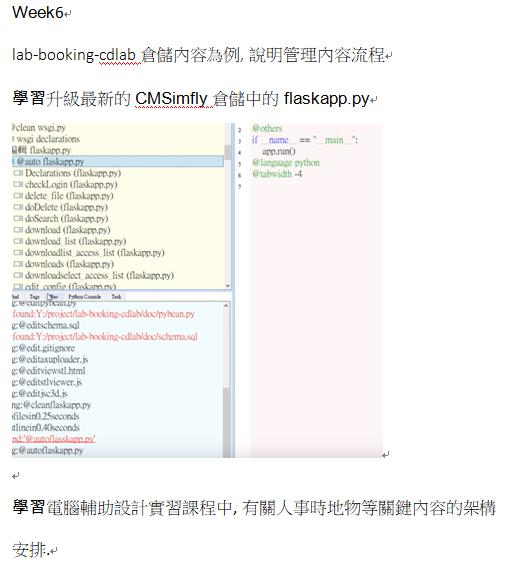 Week6
lab-booking-cdlab 倉儲內容為例, 說明管理內容流程
學習升級最新的 CMSimfly 倉儲中的 flaskapp.py
@clean wsgi.py
wsgi declarations
編輯 flaskapp.py
@auto flaskapp.py
Declarations (flaskapp.py)
checkLogin (flaskapp.py)
delete_file (flaskapp.py)
doDelete (flaskapp.py)
doSearch (flaskapp.py)
download (flaskapp.py)
download_list (flaskapp.py)
downloadlist_access_list (flaskapp.py)
downloads (flaskapp.py)
downloadselect_access_list (flaskapp.py)
edit_config (flaskapp.py)
2 @others
3 if __name__ == "__main__":
4 app.run()
5 @language python
6 @tabwidth -4
7
Tags Python Console Task
g:@editpybean.py
found:Y:/project/lab-booking-cdlab/doc/pybean.py
g:@editschema.sql
found:Y:/project/lab-booking-cdlab/doc/schema.sql
g:@edit.gitignore
g:@editaxuploader.js
g:@editviewstl.html
g:@editstlviewer.js
g:@editjsc3d.js
ng:@cleanflaskapp.py
filesin0.25seconds
tlinein0.40seconds
nd:'@autoflasskapp.py'
g:@autoflaskapp.py
學習電腦輔助設計實習課程中, 有關人事時地物等關鍵內容的架構
安排.